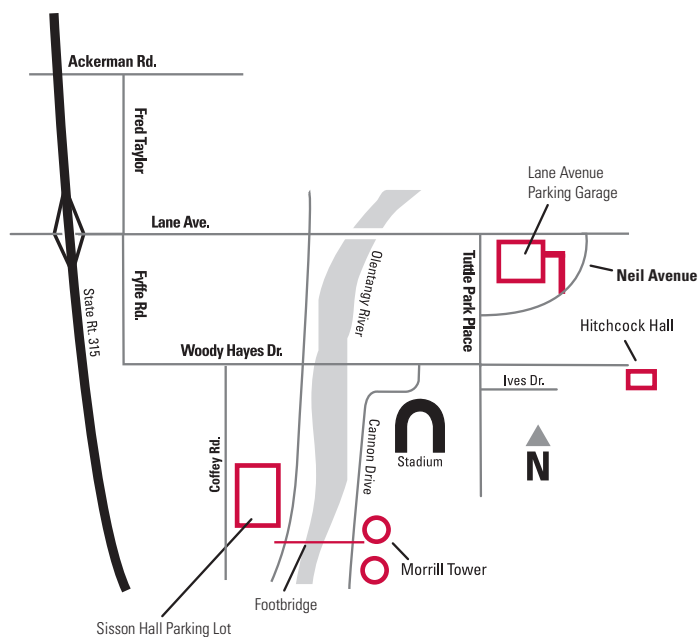 Ackerman Rd.
Fred Taylor
Lane Avenue
Parking Garage
Lane Ave.
Neil Avenue
State Rt. 315
Fyffe Rd.
Olentangy River
Tuttle Park Place
Hitchcock Hall
Woody Hayes Dr.
Ives Dr.
Coffey Rd.
Cannon Drive
Stadium
N
Morrill Tower
Footbridge
Sisson Hall Parking Lot